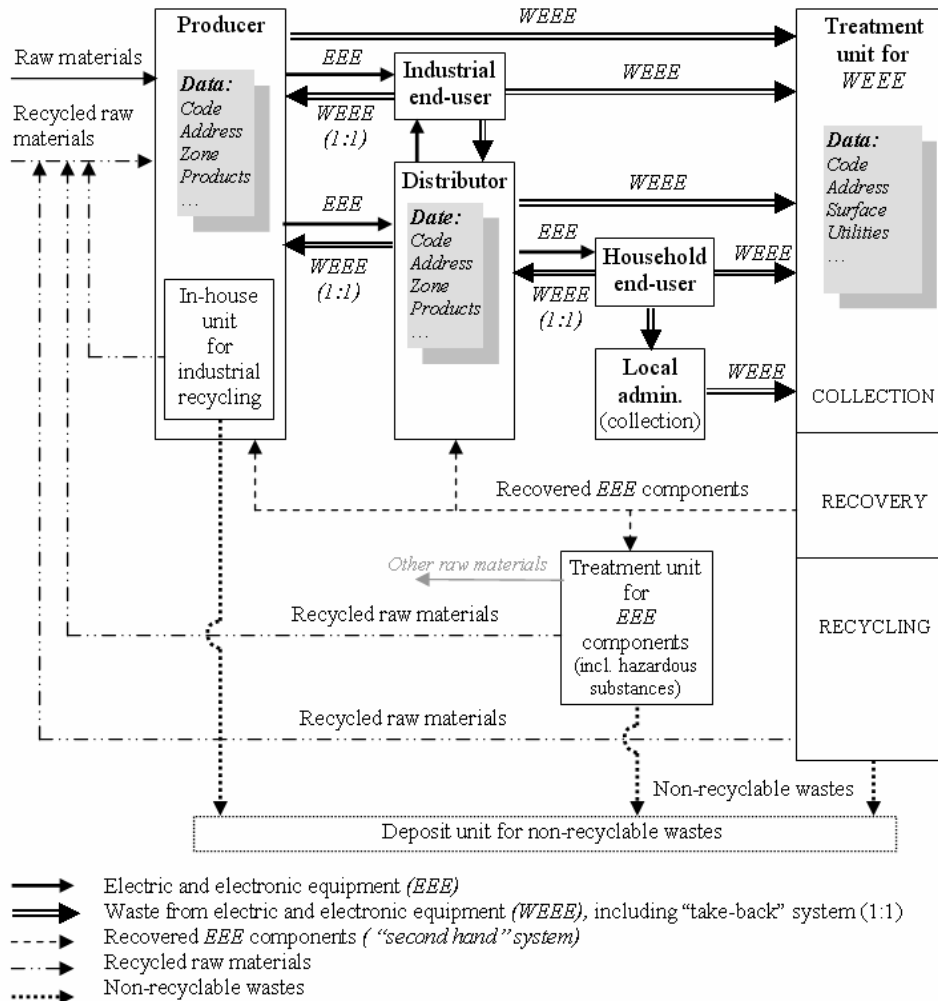 Raw materials
Recycled raw
materials
Producer
Data:
Code
Address
Zone
Products
…
In-house
unit
for
industrial
recycling
WEEE
EEE
WEEE
(1:1)
Industrial
end-user
WEEE
EEE
WEEE
(1:1)
Distributor
Date:
Code
Address
Zone
Products
…
WEEE
EEE
WEEE
(1:1)
Household
end-user
WEEE
Local
admin.
(collection)
WEEE
Treatment
unit for
WEEE
Data:
Code
Address
Surface
Utilities
…
COLLECTION
RECOVERY
RECYCLING
Recovered EEE components
Other raw materials
Treatment unit
for
EEE
components
(incl. hazardous
substances)
Recycled raw materials
Recycled raw materials
Non-recyclable wastes
Deposit unit for non-recyclable wastes
Electric and electronic equipment (EEE)
Waste from electric and electronic equipment (WEEE), including “take-back” system (1:1)
Recovered EEE components ( “second hand” system)
Recycled raw materials
Non-recyclable wastes